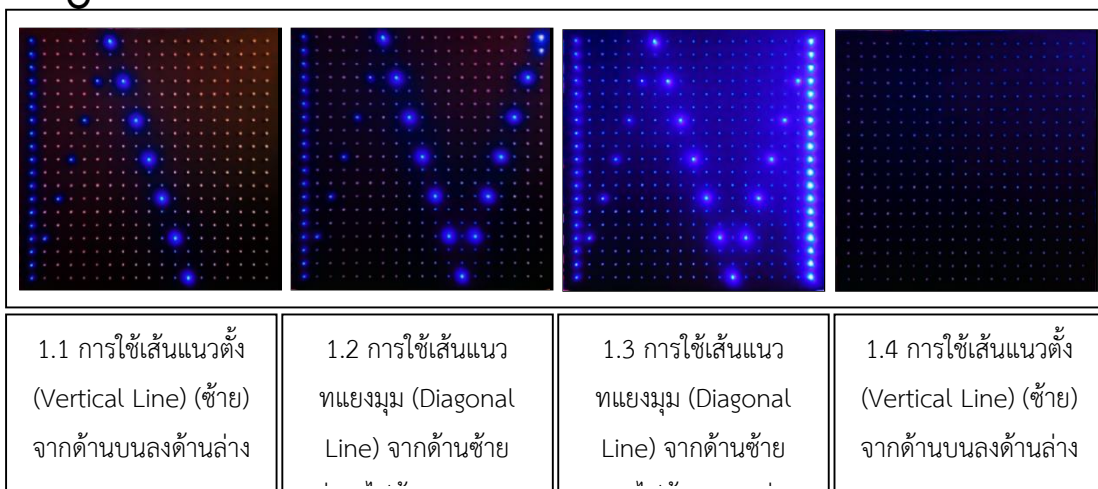 1.1 การใช้เส้นแนวตั้ง
(Vertical Line) (ซ้าย)
จากด้านบนลงด้านล่าง
1.2 การใช้เส้นแนว
ทแยงมุม (Diagonal
Line) จากด้านซ้าย
1.3 การใช้เส้นแนว
ทแยงมุม (Diagonal
Line) จากด้านซ้าย
1.4 การใช้เส้นแนวตั้ง
(Vertical Line) (ซ้าย)
จากด้านบนลงด้านล่าง